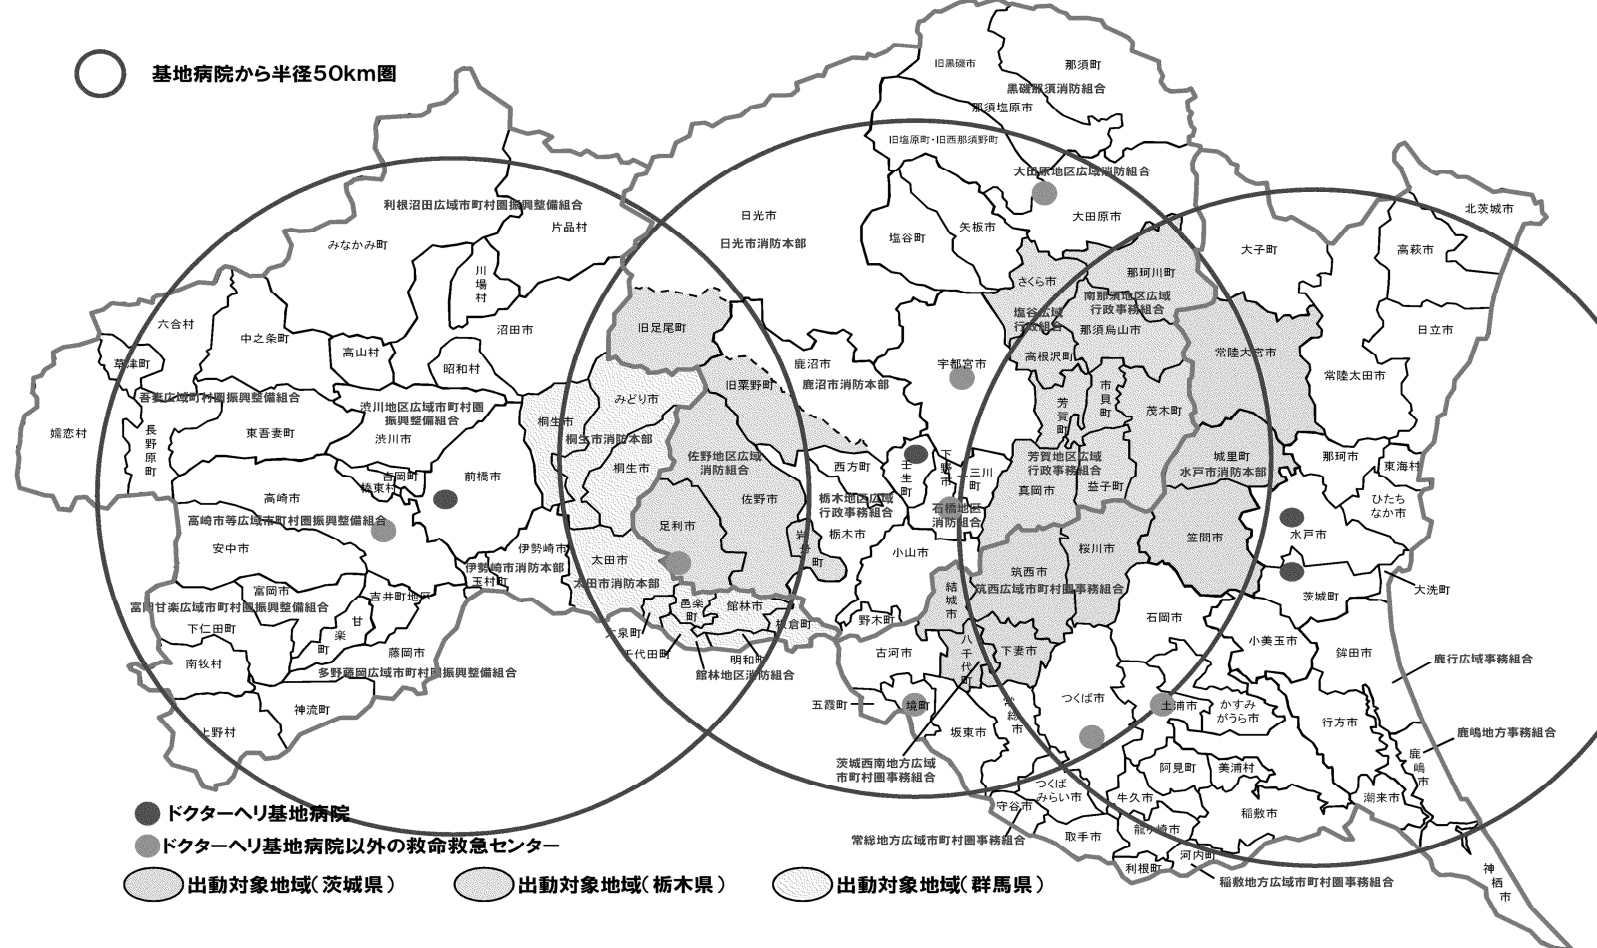 基地病院から半径50km圏
旧黒磯市
那須町
黒磯那須消防組合
那須塩原市
旧塩原町・旧西那須野町
大田原地区広域消防組合
利根沼田広域市町村圏振興整備組合
みなかみ町
片品村
日光市
日光市消防本部
塩谷町
矢板市
大田原市
北茨城市
大子町
高萩市
川場村
さくら市
那珂川町
南那須地区広域
行政事務組合
塩谷広域
行政組合
那須烏山市
六合村
中之条町
沼田市
旧足尾町
日立市
草津町
高山村
昭和村
鹿沼市
鹿沼市消防本部
宇都宮市
高根沢町
常陸大宮市
常陸太田市
旧粟野町
みどり市
吾妻広域町村圏振興整備組合
渋川地区広域市町村圏
振興整備組合
芳賀町
市貝町
茂木町
嬬恋村
長野原町
東吾妻町
渋川市
桐生市
桐生市消防本部
桐生市
佐野地区広域
消防組合
西方町
壬生町
下野市
三川町
芳賀地区広域
行政事務組合
城里町
水戸市消防本部
那珂市
東海村
吉岡町
榛東村
前橋市
高崎市
佐野市
栃木地区広域
行政事務組合
石橋地区
消防組合
真岡市
益子町
ひたち
なか市
高崎市等広域市町村圏振興整備組合
足利市
岩舟町
栃木市
水戸市
安中市
伊勢崎市
伊勢崎市消防本部
玉村町
太田市
太田市消防本部
小山市
桜川市
笠間市
筑西市
筑西広域市町村圏事務組合
富岡市
富岡甘楽広域市町村圏振興整備組合
吉井町地区
下仁田町
甘楽町
邑楽町
館林市
板倉町
野木町
結城市
茨城町
大洗町
石岡市
大泉町
千代田町
明和町
館林地区消防組合
南牧村
藤岡市
多野藤岡広域市町村圏振興整備組合
古河市
八千代町
下妻市
小美玉市
鉾田市
鹿行広域事務組合
神流町
上野村
五霞町
境町
坂東市
常総市
つくば市
土浦市
かすみ
がうら市
行方市
鹿嶋地方事務組合
鹿嶋市
茨城西南地方広域
市町村圏事務組合
つくば
みらい市
阿見町
美浦村
守谷市
牛久市
潮来市
稲敷市
取手市
龍ヶ崎市
常総地方広域市町村圏事務組合
利根町
河内町
稲敷地方広域市町村圏事務組合
神栖市
ドクターヘリ基地病院
ドクターヘリ基地病院以外の救命救急センター
出動対象地域(茨城県)
出動対象地域(栃木県)
出動対象地域(群馬県)